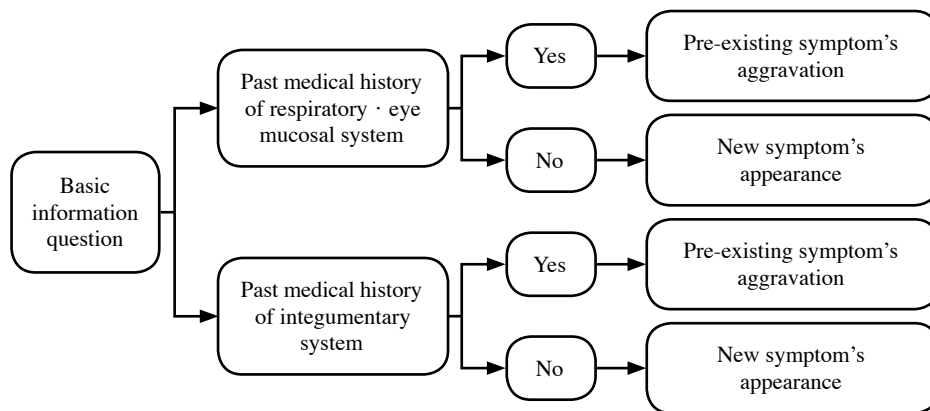 Basic
information
question
Past medical history
of respiratory · eye
mucosal system
Yes
Pre-existing symptom’s
aggravation
No
New symptom’s
appearance
Past medical history
of integumentary
system
Yes
Pre-existing symptom’s
aggravation
No
New symptom’s
appearance